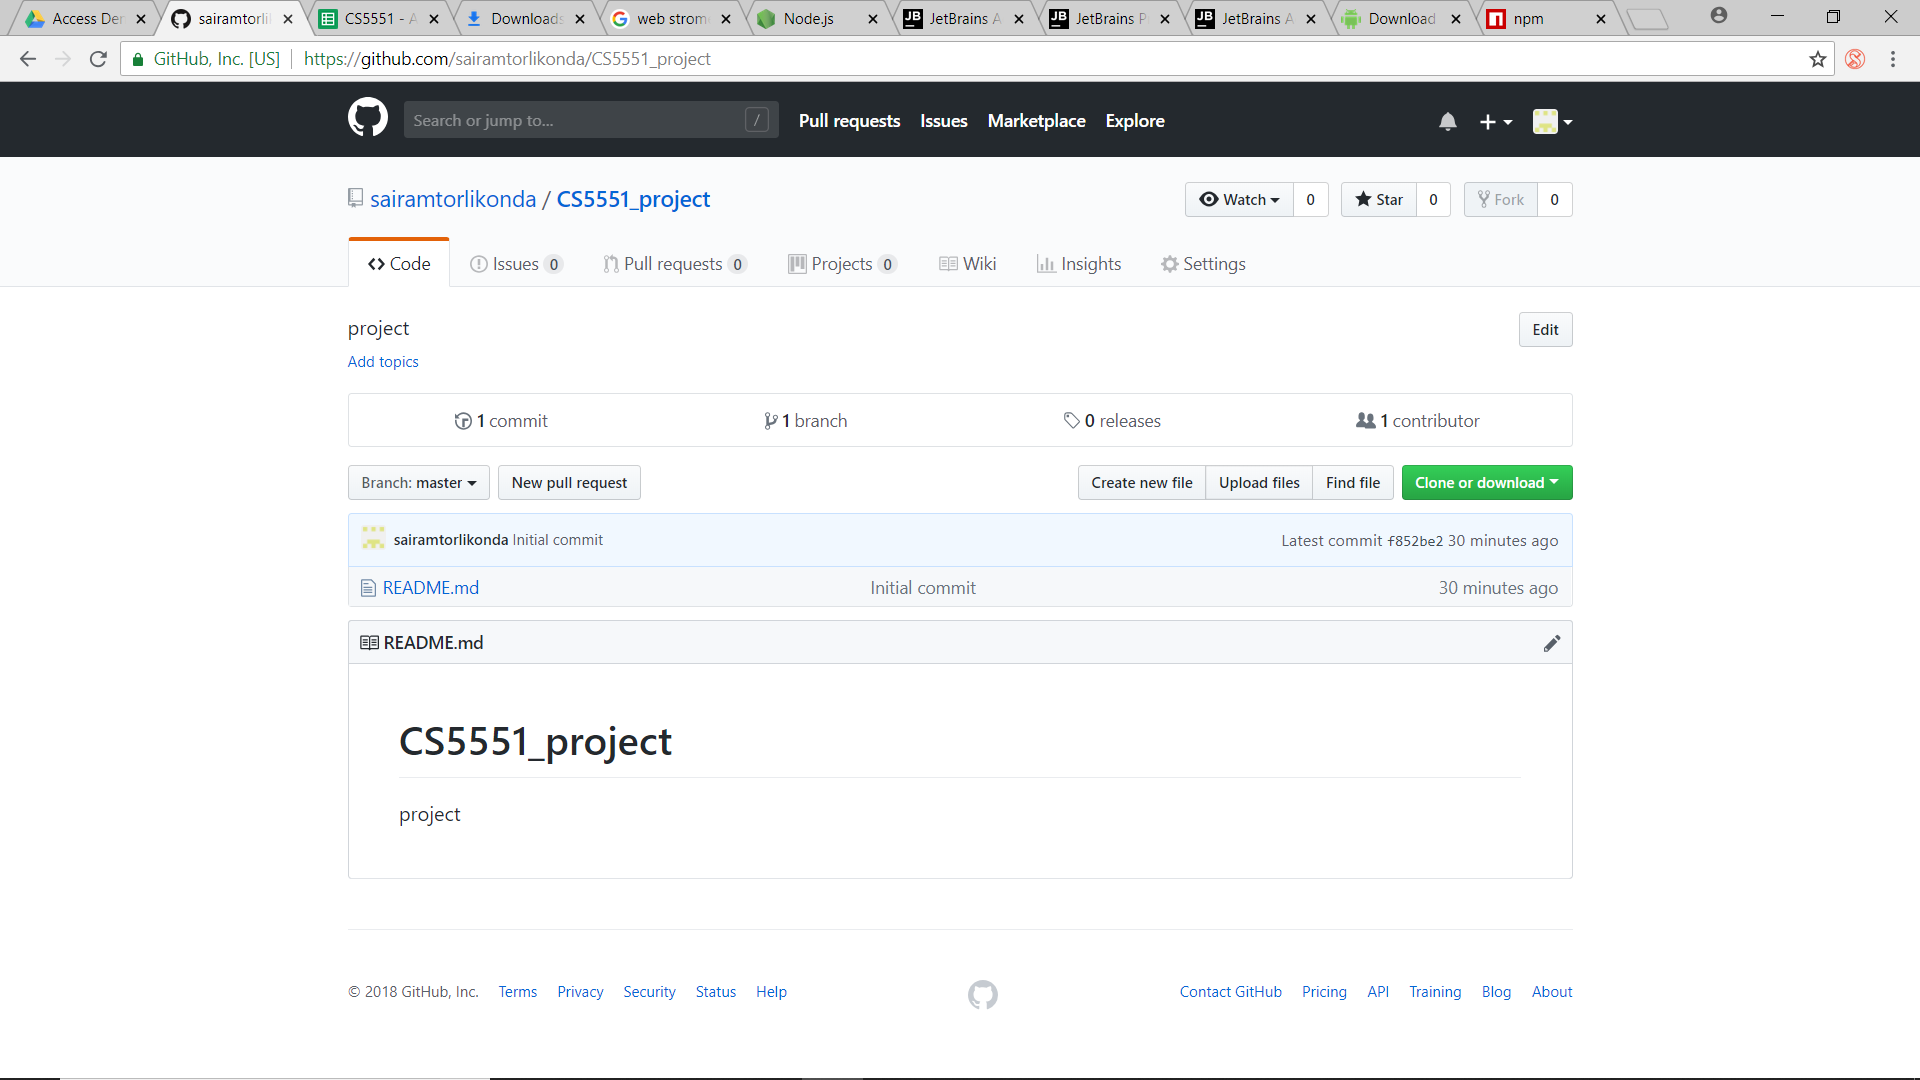 Access Den sairamtorli CS5551 - A Downloads web strom Node.js JetBrains A JetBrains P JetBrains A Download npm
GitHub, Inc. [US] https://github.com/sairamtorlikonda/CS5551_project
Search or jump to... / Pull requests Issues Marketplace Explore
sairamtorlikonda / CS5551_project Watch 0 Star 0 Fork 0
Code Issues 0 Pull requests 0 Projects 0 Wiki Insights Settings
project Edit
Add topics
1 commit 1 branch 0 releases 1 contributor
Branch: master New pull request Create new file Upload files Find file Clone or download
sairamtorlikonda Initial commit Latest commit f852be2 30 minutes ago
README.md Initial commit 30 minutes ago
README.md
CS5551_project
project
© 2018 GitHub, Inc. Terms Privacy Security Status Help Contact GitHub Pricing API Training Blog About